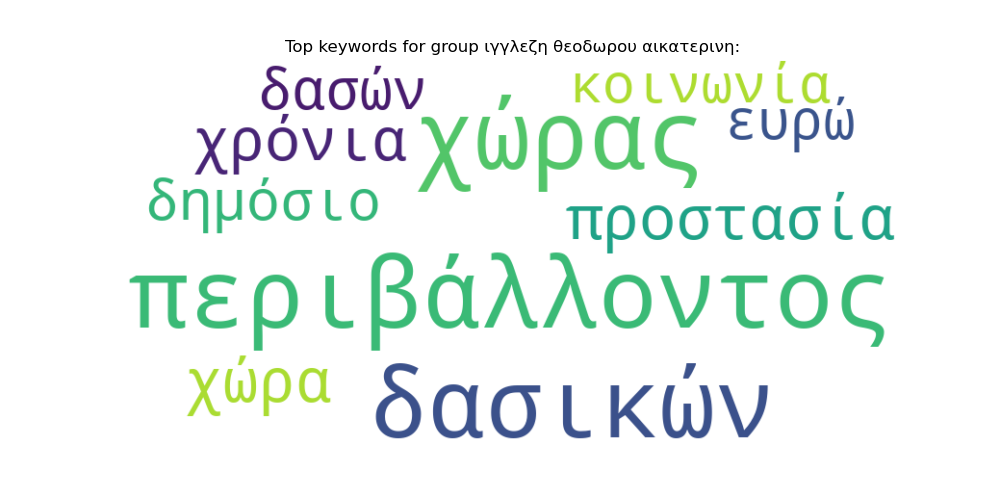 Top keywords for group ιγγλεζη θεοδωρου αικατερινη:
δασών
κοινωνία
χρόνια
χώρας
ευρώ
δημόσιο
προστασία
περιβάλλοντος
χώρα
δασικών